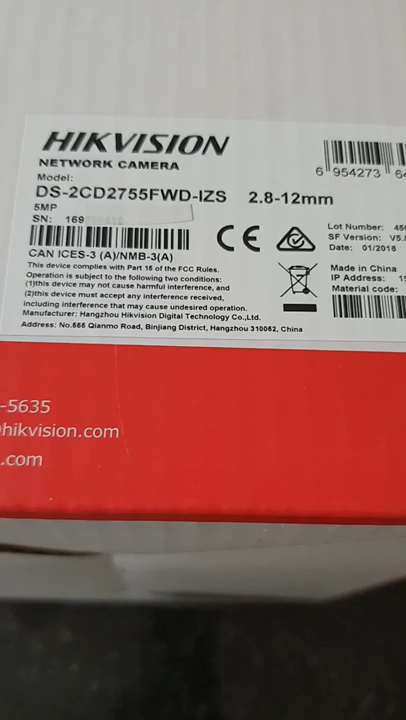 HIKVISION
NETWORK CAMERA
Model:
DS-2CD2755FWD-IZS 2.8-12mm
5MP
SN: 169
6 954273 6
CE
Lot Number: 45
SF Version: V5.
Date: 01/2018
CAN ICES-3 (A)/NMB-3(A)
This device complies with Part 15 of the FCC Rules.
Operation is subject to the following two conditions:
(1)this device may not cause harmful interference, and
(2)this device must accept any interference received,
including interference that may cause undesired operation.
Manufacturer: Hangzhou Hikvision Digital Technology Co.,Ltd.
Address: No.555 Qianmo Road, Binjiang District, Hangzhou 310052, China
Made in China
IP Address: 1
Material code:
-5635
hikvision.com
.com